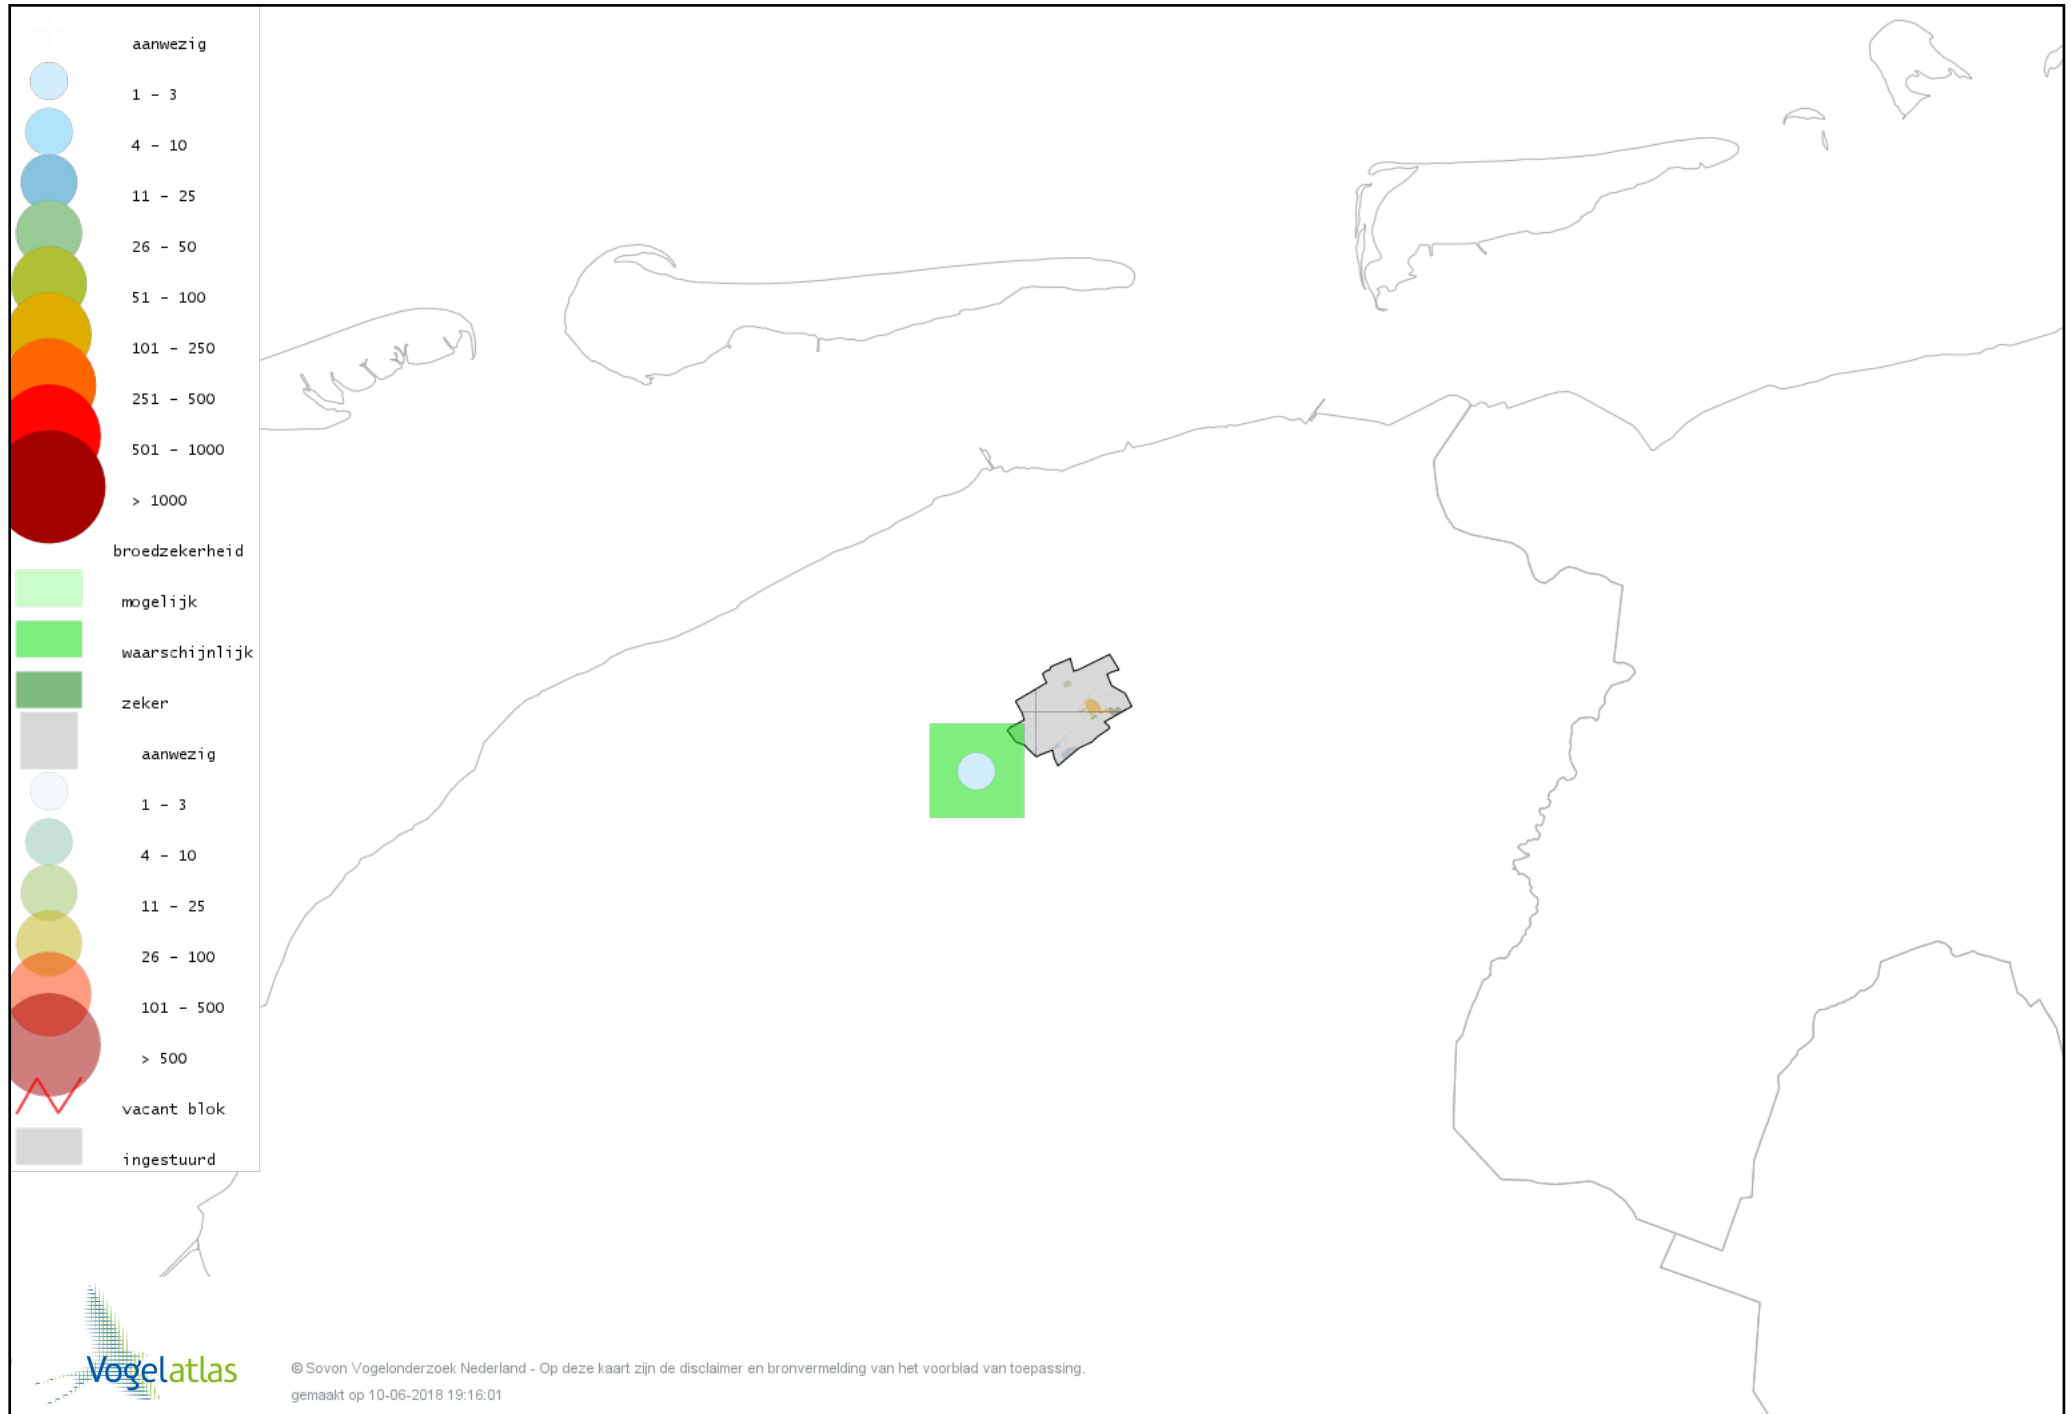 aanwezig
1 - 3
4 - 10
11 - 25
26 - 50
51 - 100
101 - 250
251 - 500
501 - 1000
> 1000
broedzekerheid
mogelijk
waarschijnlijk
zeker
aanwezig
1 - 3
4 - 10
11 - 25
26 - 100
101 - 500
> 500
vacant blok
ingestuurd
Vogelatlas
© Sovon Vogelonderzoek Nederland - Op deze kaart zijn de disclaimer en bronvermelding van het voorblad van toepassing.
gemaakt op 10-06-2018 19:16:01